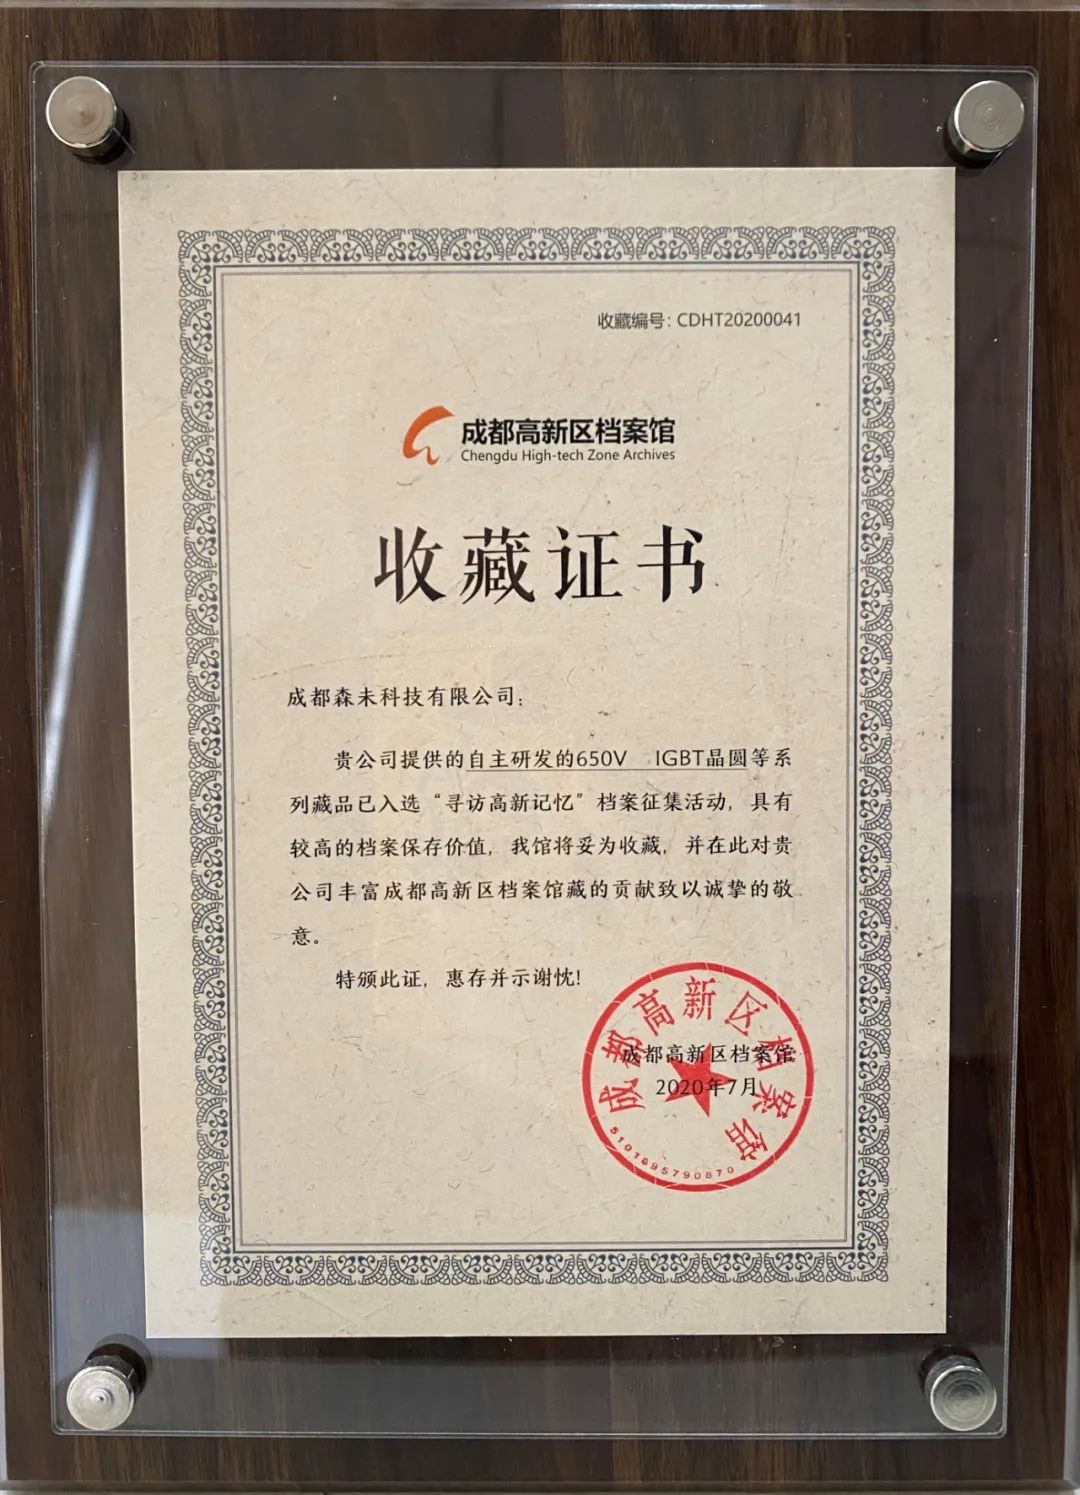 收藏编号：CDHT20200041
成都高新区档案馆
Chengdu High-tech Zone Archives
收藏证书
成都森未科技有限公司：
贵公司提供的自主研发的650V IGBT晶圆等系
列藏品已入选“寻访高新记忆”档案征集活动，具有
较高的档案保存价值，我馆将妥为收藏，并在此对贵
公司丰富成都高新区档案馆藏的贡献致以诚挚的敬
意。
特颁此证，惠存并示谢忱!
成都高新区档案馆
2020年7月
成都高新区档案馆
5101095790870